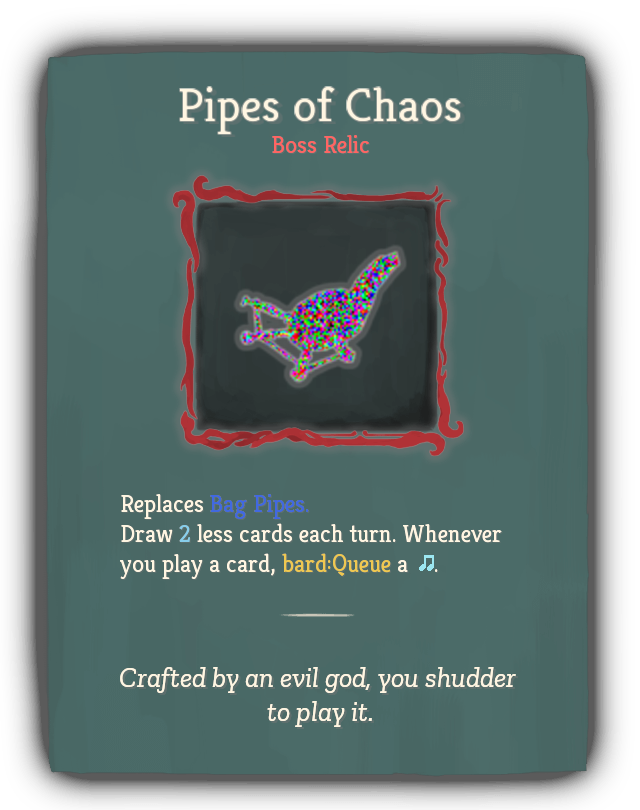 Pipes of Chaos
Boss Relic
Replaces Bag Pipes.
Draw 2 less cards each turn. Whenever
you play a card, bard:Queue a ♫.
Crafted by an evil god, you shudder
to play it.